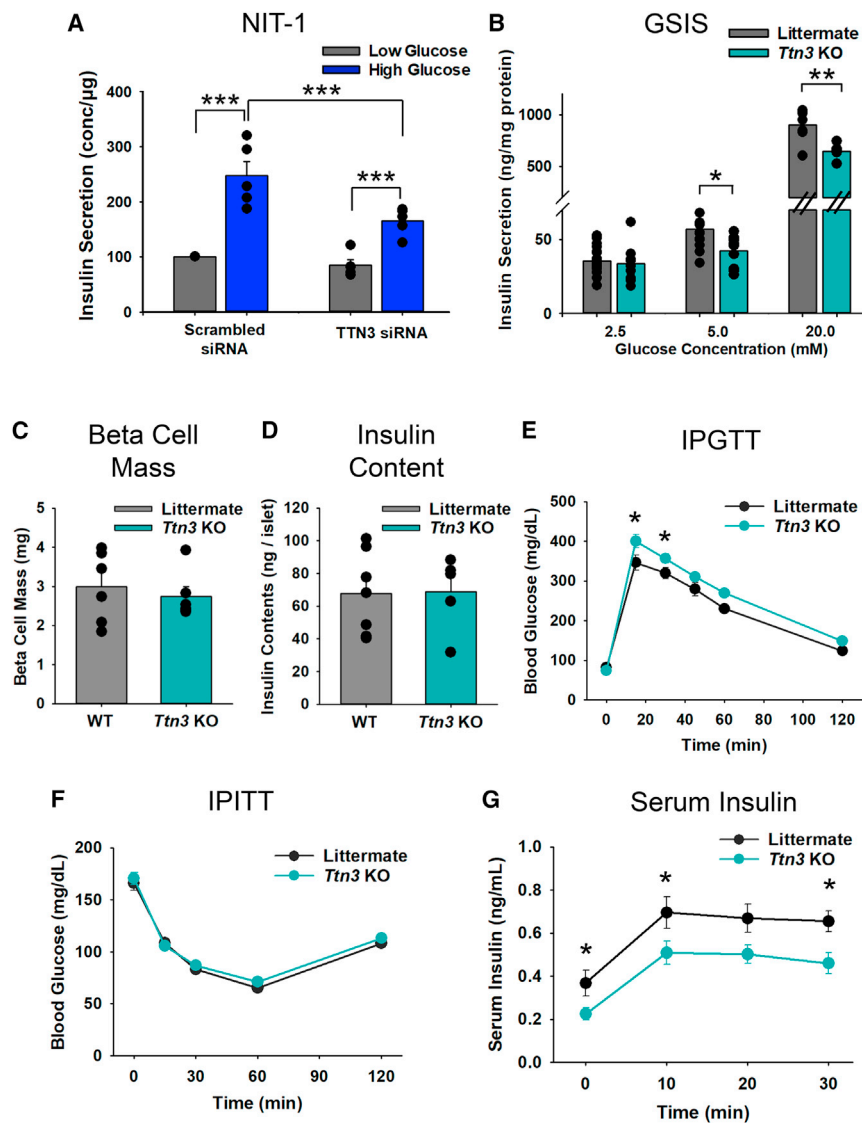 A
NIT-1
Low Glucose
High Glucose
Insulin Secretion (conc/µg)
400
300
200
100
0
***
***
***
Scrambled
siRNA
TTN3 siRNA
B
GSIS
Littermate
Ttn3 KO
Insulin Secretion (ng/mg protein)
1000
500
50
0
*
**
2.5
5.0
20.0
Glucose Concentration (mM)
C
Beta Cell
Mass
Littermate
Ttn3 KO
Beta Cell Mass (mg)
5
4
3
2
1
0
WT
Ttn3 KO
D
Insulin
Content
Littermate
Ttn3 KO
Insulin Contents (ng / islet)
120
100
80
60
40
20
0
WT
Ttn3 KO
E
IPGTT
Littermate
Ttn3 KO
Blood Glucose (mg/dL)
500
400
300
200
100
0
*
*
0 20 40 60 80 100 120
Time (min)
F
IPITT
Littermate
Ttn3 KO
Blood Glucose (mg/dL)
200
150
100
50
0
0 30 60 90 120
Time (min)
G
Serum Insulin
Littermate
Ttn3 KO
Serum Insulin (ng/mL)
1.0
0.8
0.6
0.4
0.2
0.0
*
*
*
0 10 20 30
Time (min)